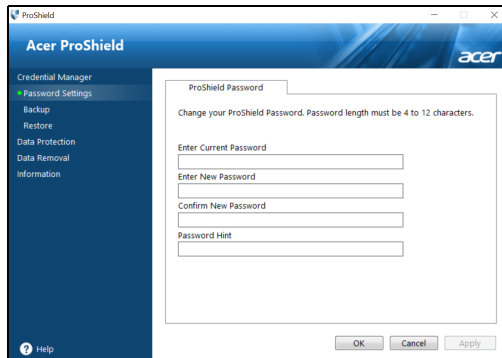 ProShield
Acer ProShield
acer
Credential Manager
Password Settings
Backup
Restore
Data Protection
Data Removal
Information
Help
ProShield Password
Change your ProShield Password. Password length must be 4 to 12 characters.
Enter Current Password
Enter New Password
Confirm New Password
Password Hint
OK Cancel Apply